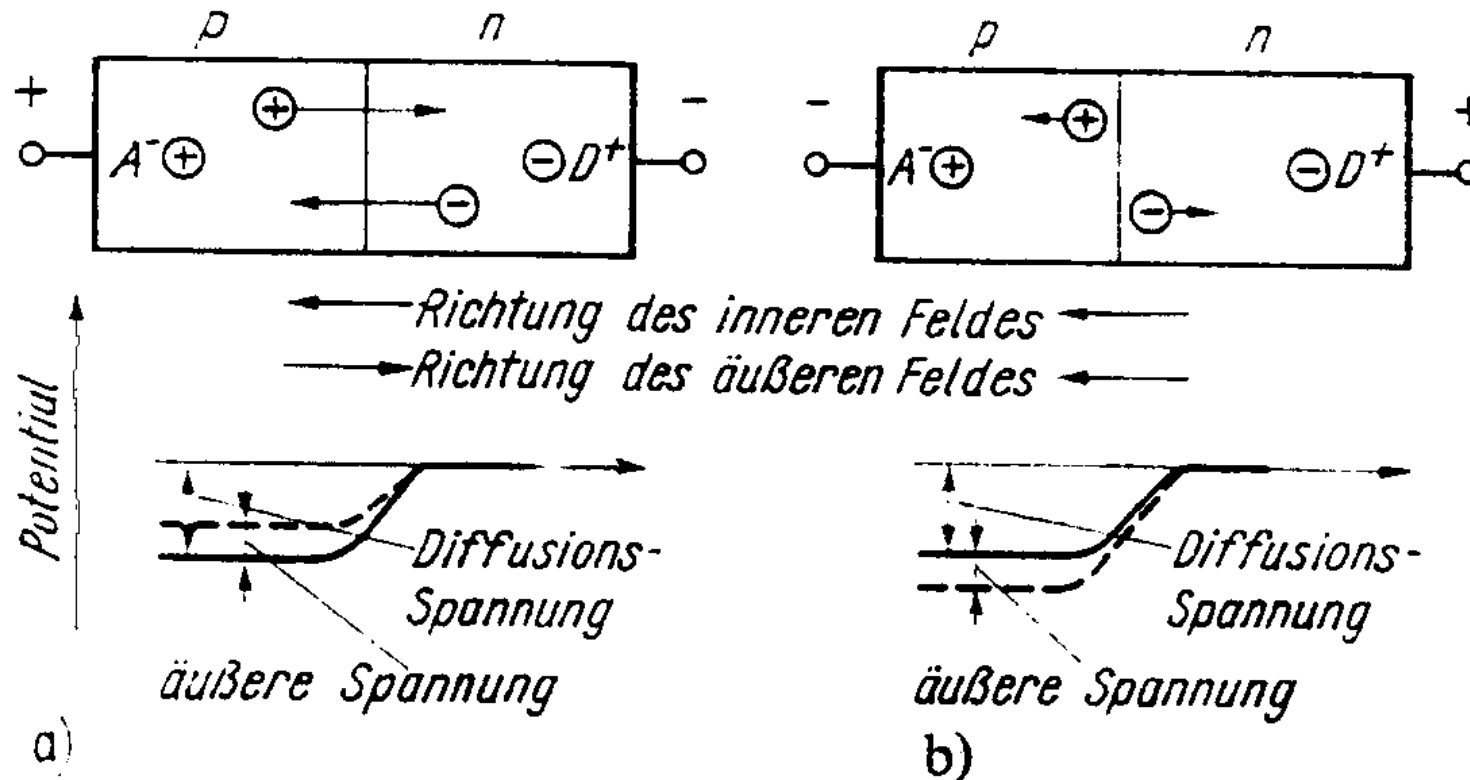 p n
+ -
A⁻ ⊕ ⊕
⊖ ⊖ D⁺
p n
- +
A⁻ ⊕ ⊕
⊖ ⊖ D⁺
Richtung des inneren Feldes
Richtung des äußeren Feldes
Potential
Diffusions-
Spannung
äußere Spannung
a)
Diffusions-
Spannung
äußere Spannung
b)